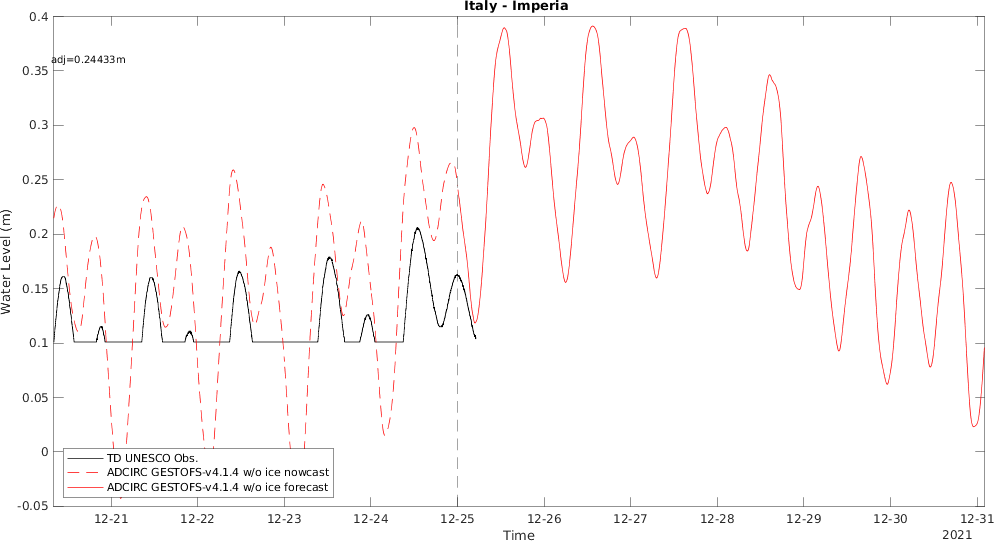 Italy - Imperia
adj=0.24433m
Water Level (m)
0.4
0.35
0.3
0.25
0.2
0.15
0.1
0.05
0
-0.05
TD UNESCO Obs.
ADCIRC GESTOFS-v4.1.4 w/o ice nowcast
ADCIRC GESTOFS-v4.1.4 w/o ice forecast
12-21 12-22 12-23 12-24 12-25 12-26 12-27 12-28 12-29 12-30 12-31
Time
2021